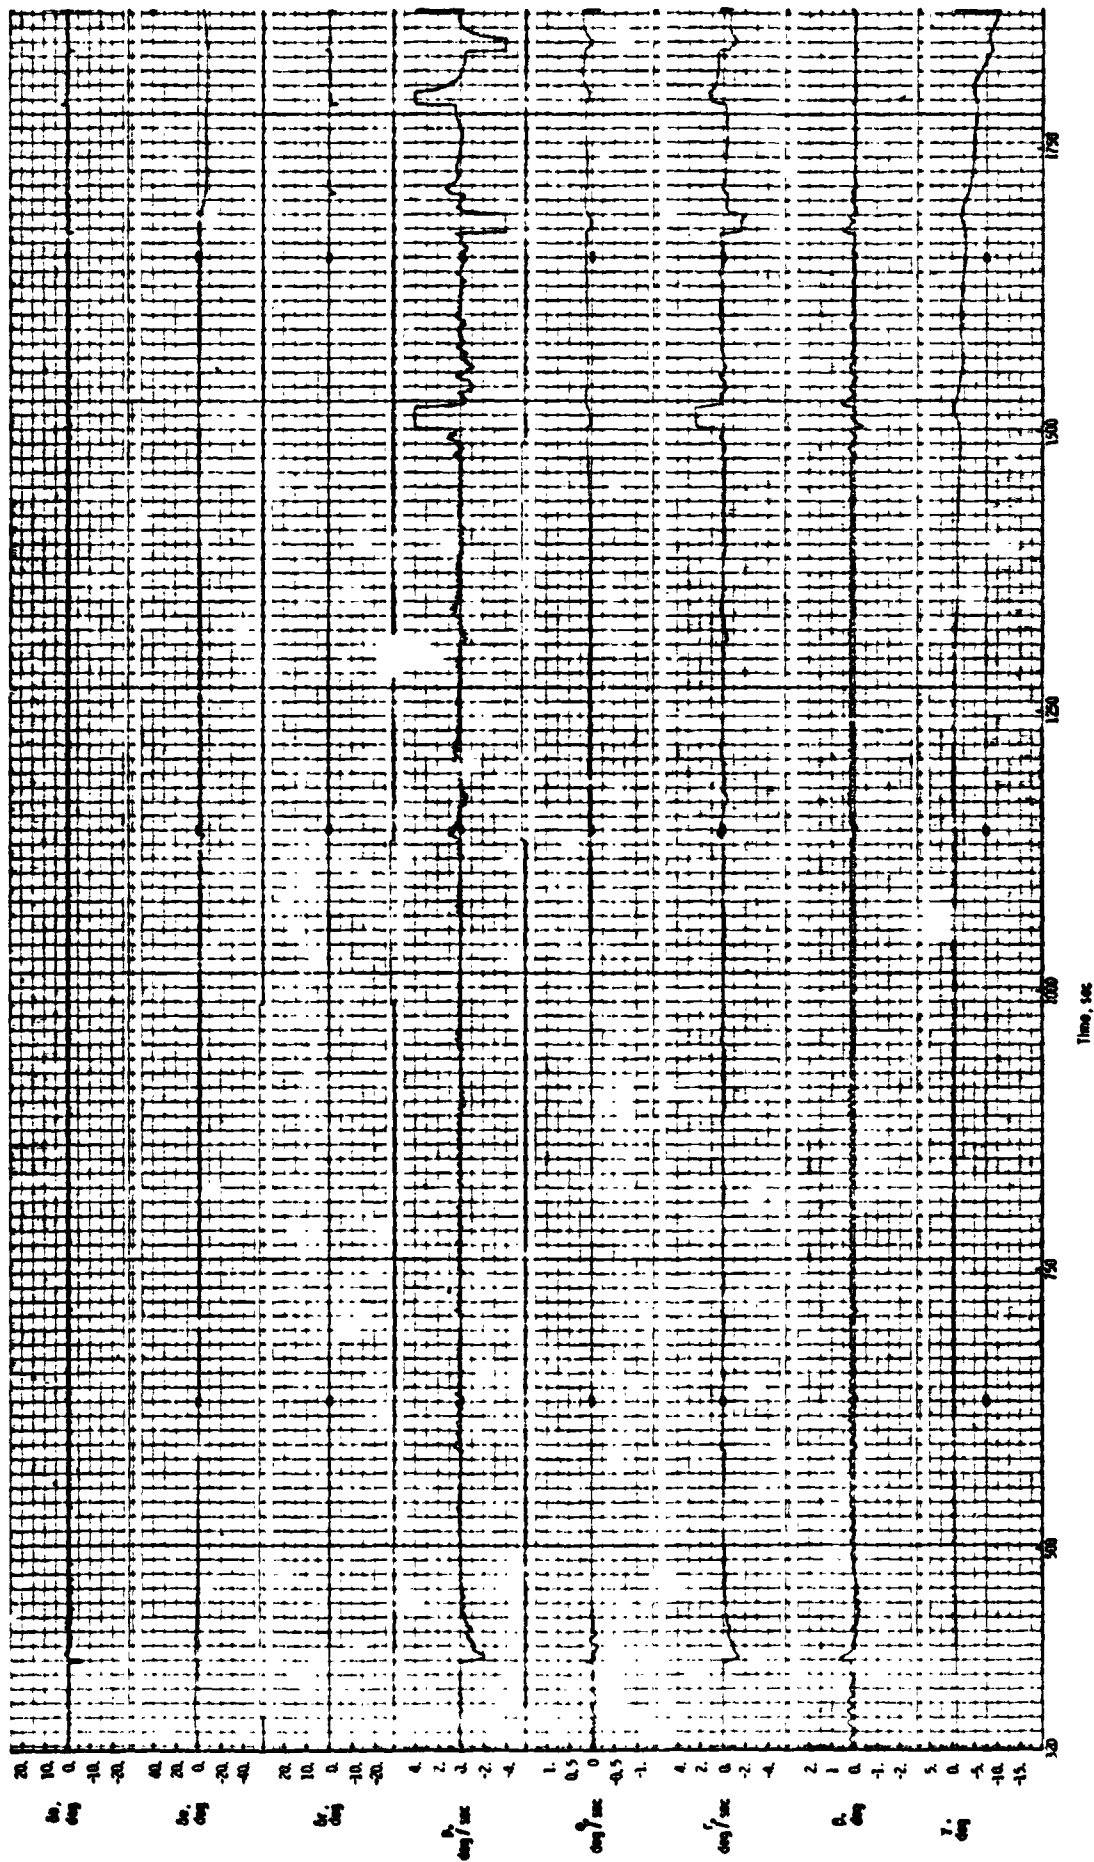 20.
10.
0.
-10.
-20.
δa,
deg
40.
20.
0.
-20.
-40.
δe,
deg
20.
10.
0.
-10.
-20.
δr,
deg
4.
2.
0.
-2.
-4.
p,
deg/sec
1.
0.5
0
-0.5
-1.
q,
deg/sec
4.
2.
0.
-2.
-4.
r,
deg/sec
2.
1
0.
-1.
-2.
β,
deg
5.
0.
-5.
-10.
-15.
γ,
deg
320 500 750 1000 1250 1500 1750
Time, sec